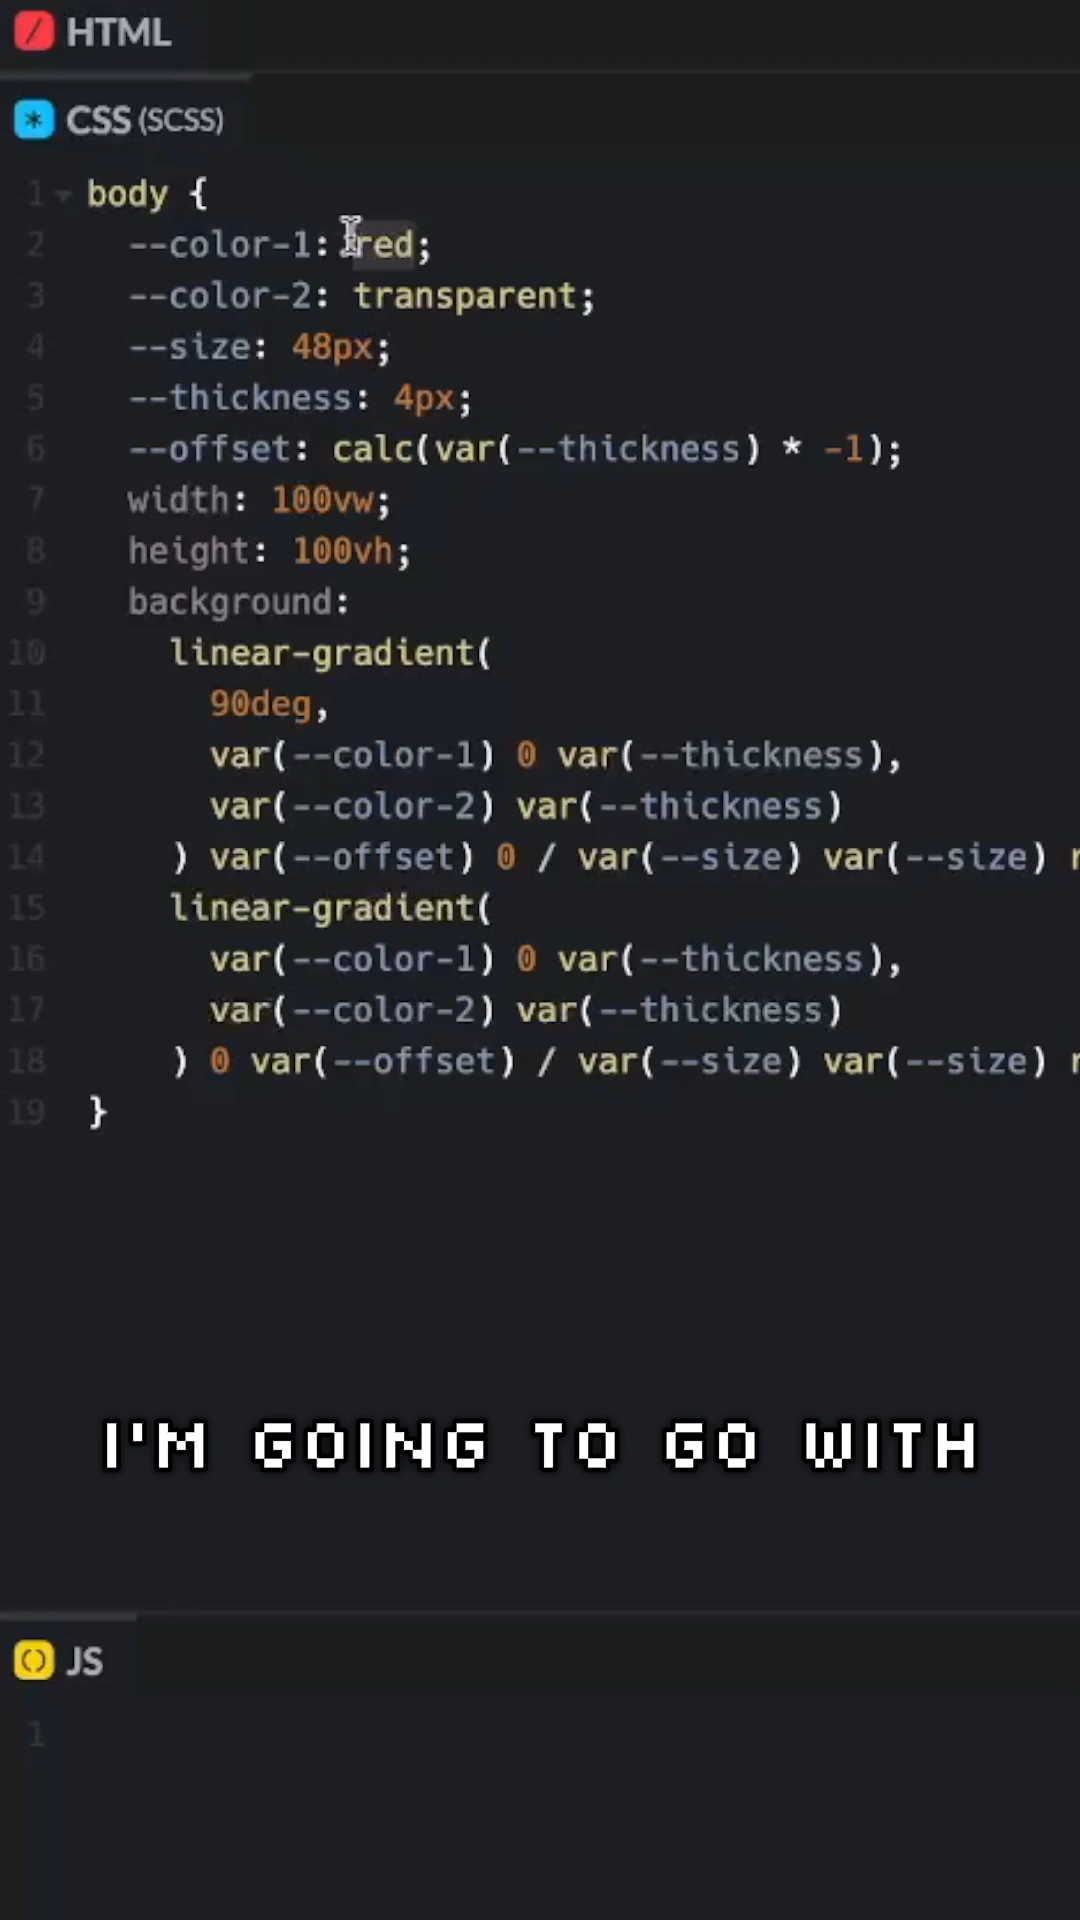 HTML
CSS (SCSS)
1 body {
2 --color-1: red;
3 --color-2: transparent;
4 --size: 48px;
5 --thickness: 4px;
6 --offset: calc(var(--thickness) * -1);
7 width: 100vw;
8 height: 100vh;
9 background:
10 linear-gradient(
11 90deg,
12 var(--color-1) 0 var(--thickness),
13 var(--color-2) var(--thickness)
14 ) var(--offset) 0 / var(--size) var(--size)
15 linear-gradient(
16 var(--color-1) 0 var(--thickness),
17 var(--color-2) var(--thickness)
18 ) 0 var(--offset) / var(--size) var(--size)
19 }
I'M GOING TO GO WITH
JS
1